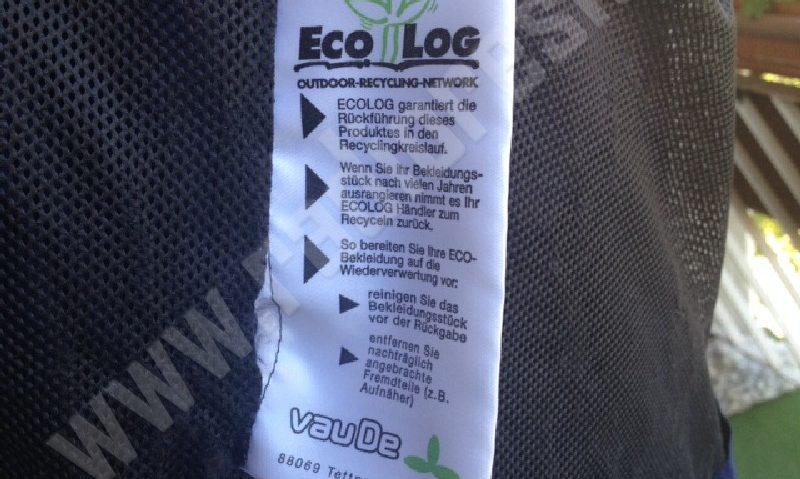 ECO LOG
OUTDOOR-RECYCLING-NETWORK
ECOLOG garantiert die
Rückführung dieses
Produktes in den
Recyclingkreislauf.
Wenn Sie Ihr Bekleidungs-
stück nach vielen Jahren
ausrangieren nimmt es Ihr
ECOLOG Händler zum
Recyceln zurück.
So bereiten Sie Ihre ECO-
Bekleidung auf die
Wiederverwertung vor:
reinigen Sie das
Bekleidungsstück
vor der Rückgabe
entfernen Sie
nachträglich
angebrachte
Fremdteile (z.B.
Aufnäher)
vauDe
88069